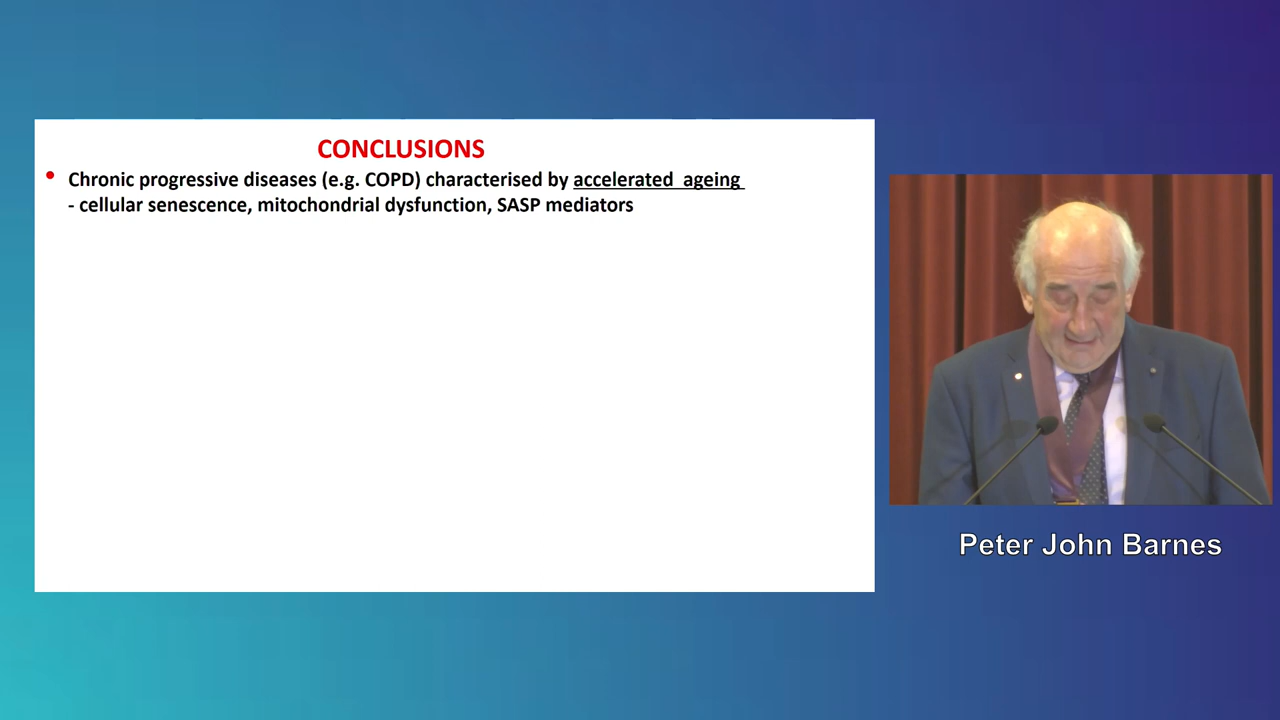 CONCLUSIONS
• Chronic progressive diseases (e.g. COPD) characterised by accelerated ageing
- cellular senescence, mitochondrial dysfunction, SASP mediators
Peter John Barnes